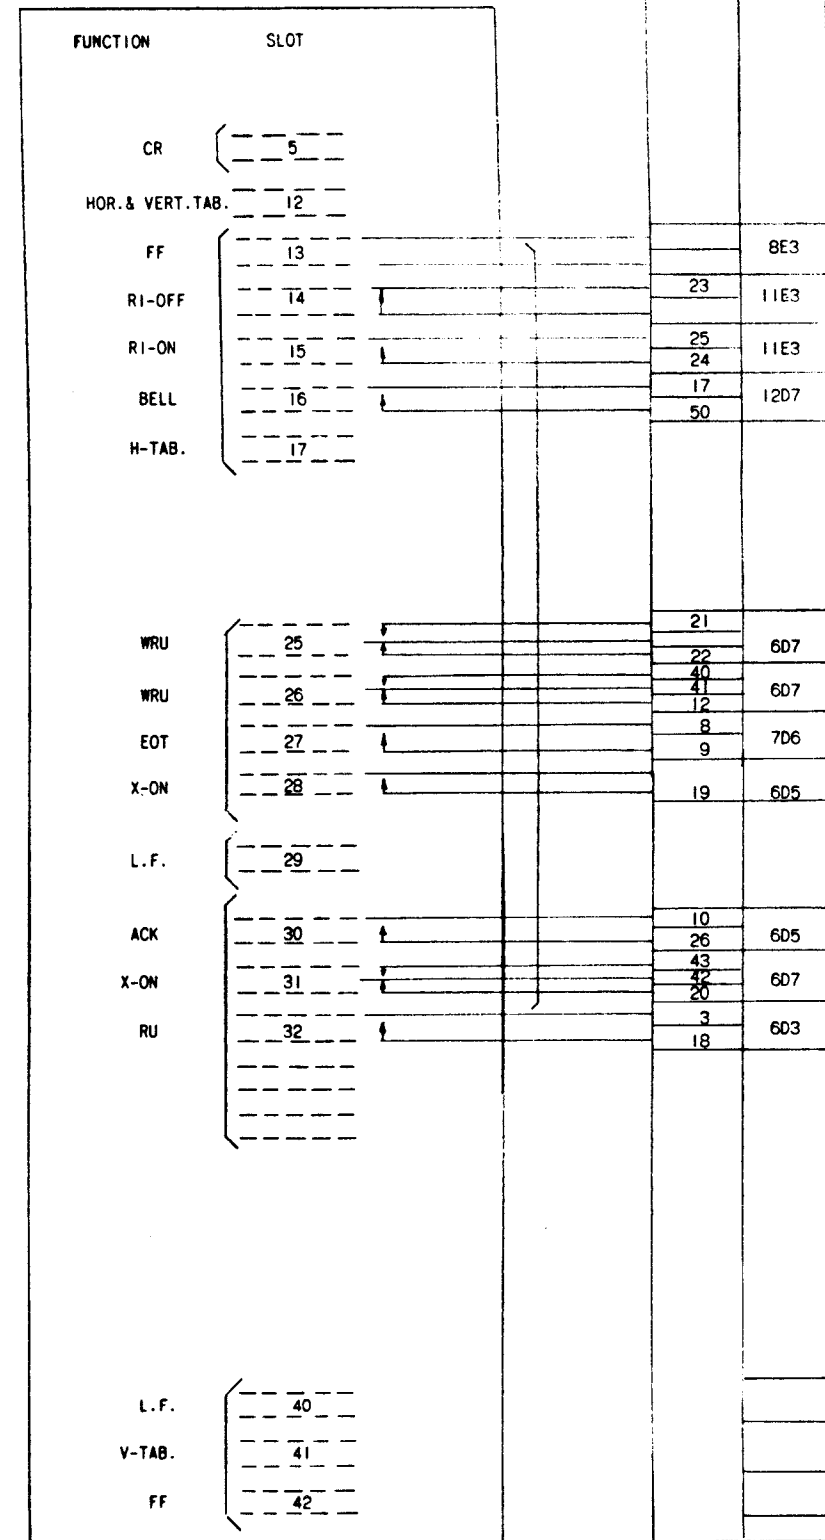 FUNCTION SLOT
CR 5
HOR.& VERT.TAB. 12
FF 13 8E3
RI-OFF 14 23 11E3
RI-ON 15 25 24 11E3
BELL 16 17 50 12D7
H-TAB. 17
WRU 25 21 22 6D7
WRU 26 40 41 12 6D7
EOT 27 8 9 7D6
X-ON 28 19 6D5
L.F. 29
ACK 30 10 26 6D5
X-ON 31 43 42 20 6D7
RU 32 3 18 6D3
L.F. 40
V-TAB. 41
FF 42